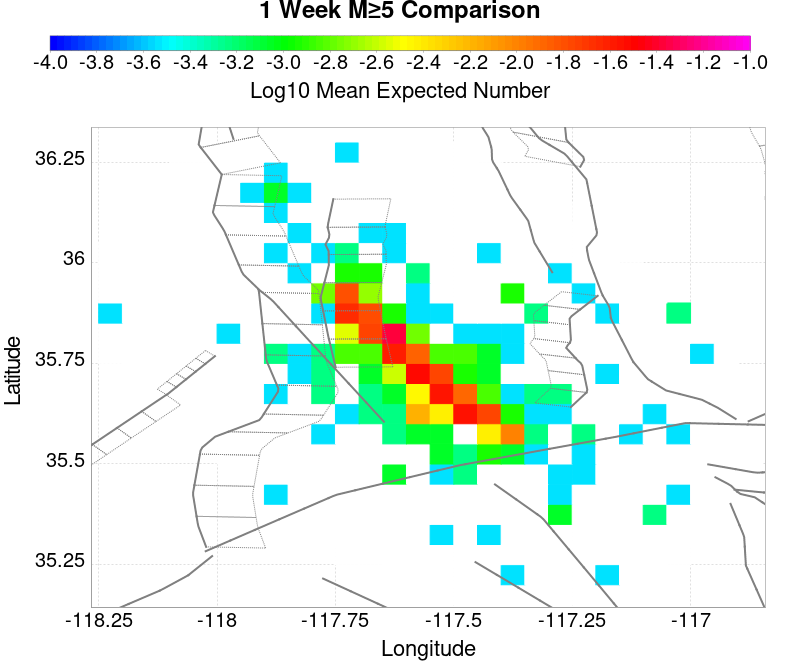 1 Week M≥5 Comparison
-4.0 -3.8 -3.6 -3.4 -3.2 -3.0 -2.8 -2.6 -2.4 -2.2 -2.0 -1.8 -1.6 -1.4 -1.2 -1.0
Log10 Mean Expected Number
36.25
36
35.75
35.5
35.25
Latitude
-118.25 -118 -117.75 -117.5 -117.25 -117
Longitude